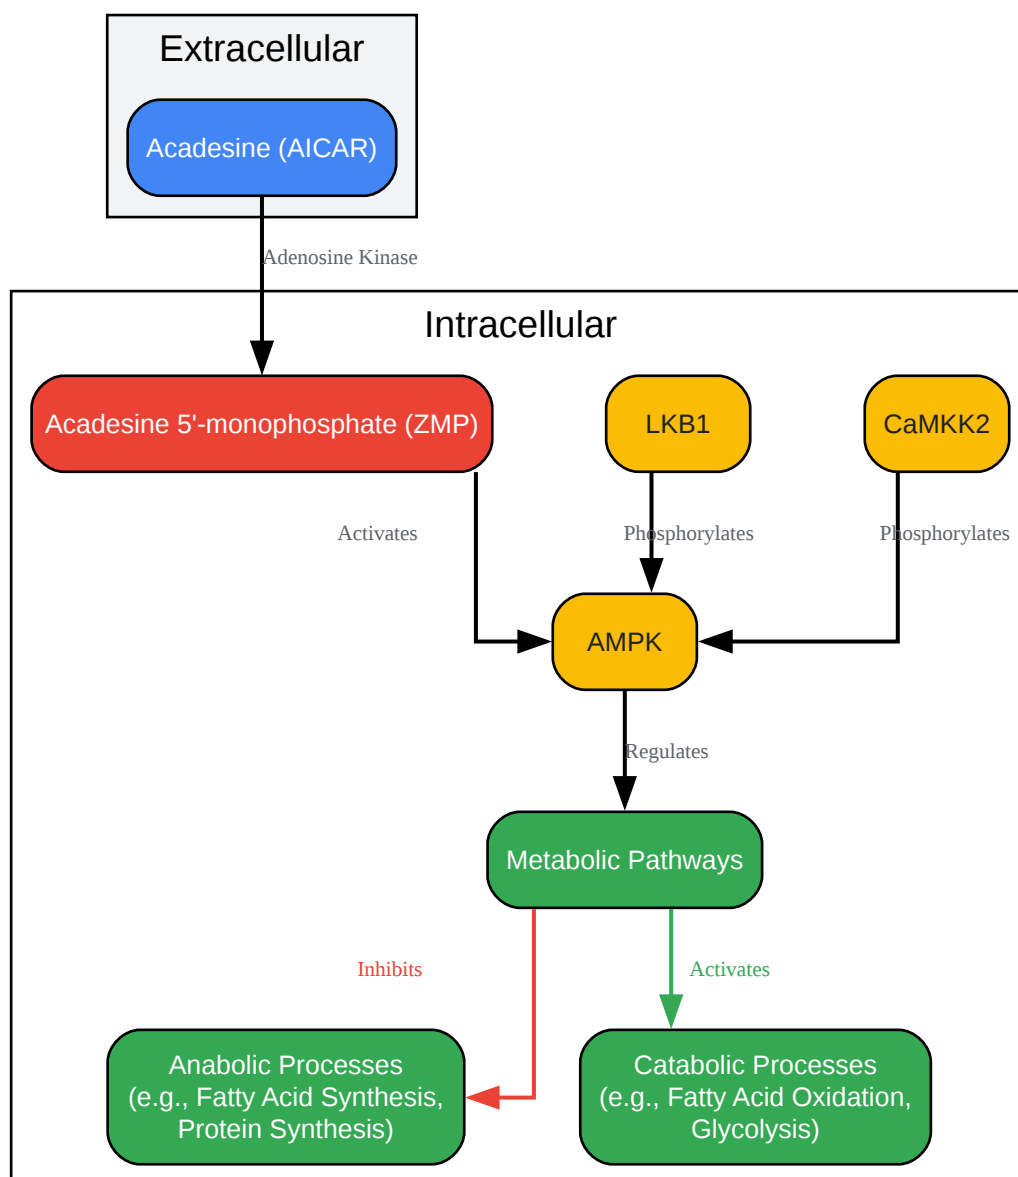 Extracellular
Acadesine (AICAR)
Adenosine Kinase
Intracellular
Acadesine 5'-monophosphate (ZMP)
LKB1
CaMKK2
Activates
Phosphorylates
Phosphorylates
AMPK
Regulates
Metabolic Pathways
Inhibits
Activates
Anabolic Processes
(e.g., Fatty Acid Synthesis,
Protein Synthesis)
Catabolic Processes
(e.g., Fatty Acid Oxidation,
Glycolysis)